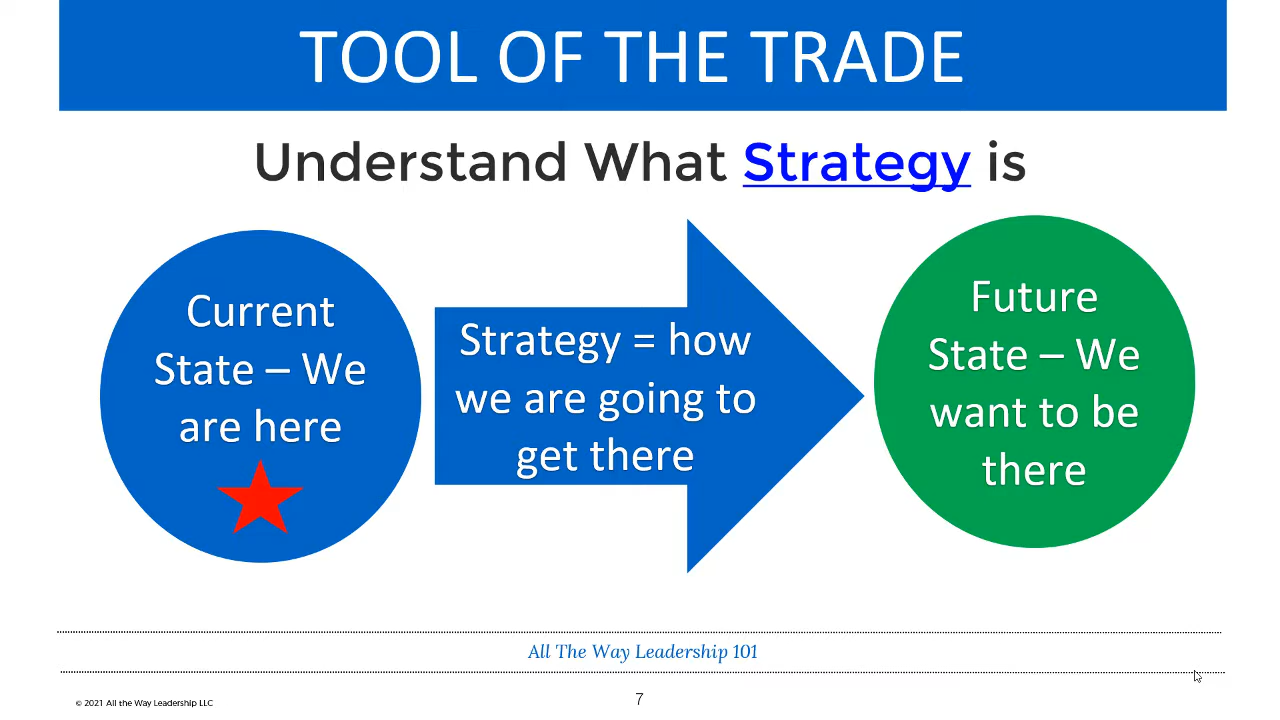 TOOL OF THE TRADE
Understand What Strategy is
Current
State – We
are here
Strategy = how
we are going to
get there
Future
State – We
want to be
there
All The Way Leadership 101
© 2021 All the Way Leadership LLC
7